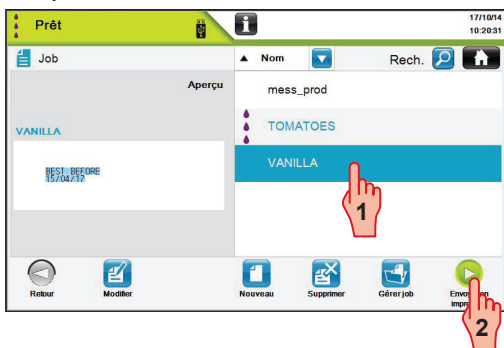 Prêt
17/10/14
10:20:31
Job
Nom
Rech.
Aperçu
mess_prod
VANILLA
TOMATOES
VANILLA
BEST BEFORE
15/04/17
1
Retour
Modifier
Nouveau
Supprimer
Gérer job
2